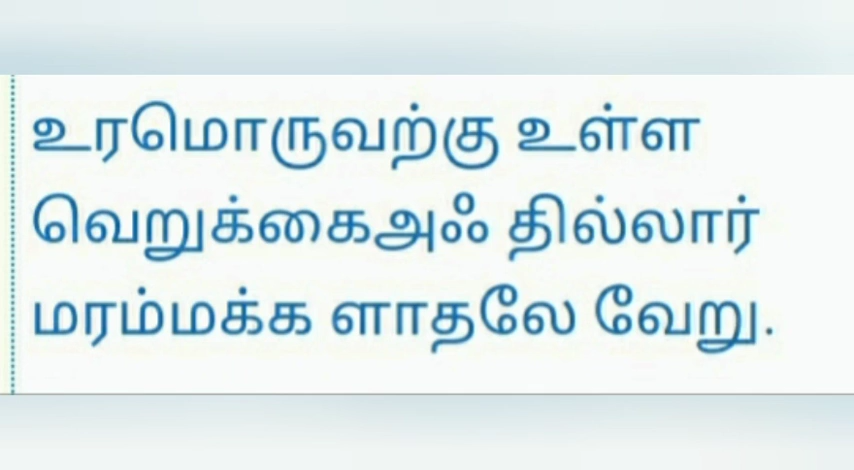 உரமொருவற்கு உள்ள
வெறுக்கைஅஃ தில்லார்
மரம்மக்க ளாதலே வேறு.